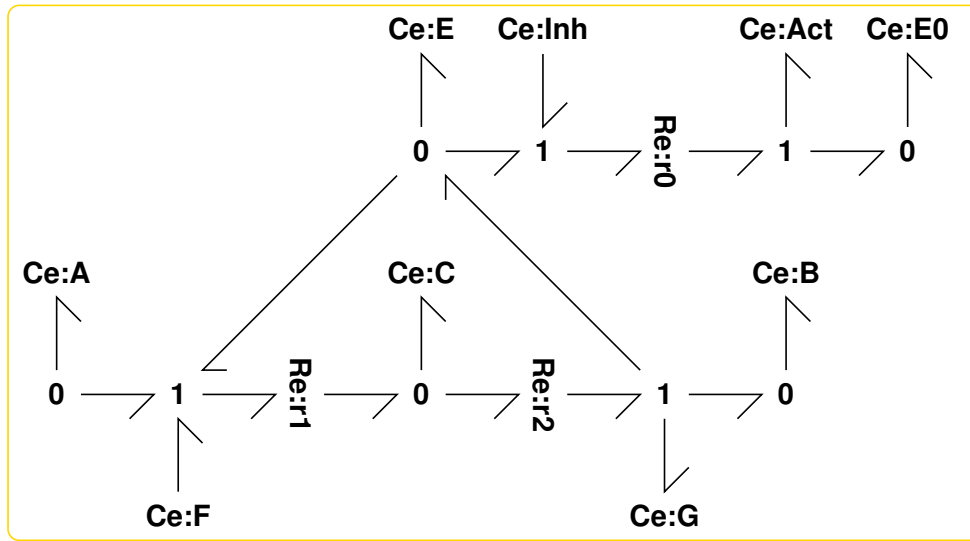 Ce:E Ce:Inh Ce:Act Ce:E0
0 1 Re:r0 1 0
Ce:A Ce:C Ce:B
0 1 Re:r1 0 Re:r2 1 0
Ce:F Ce:G